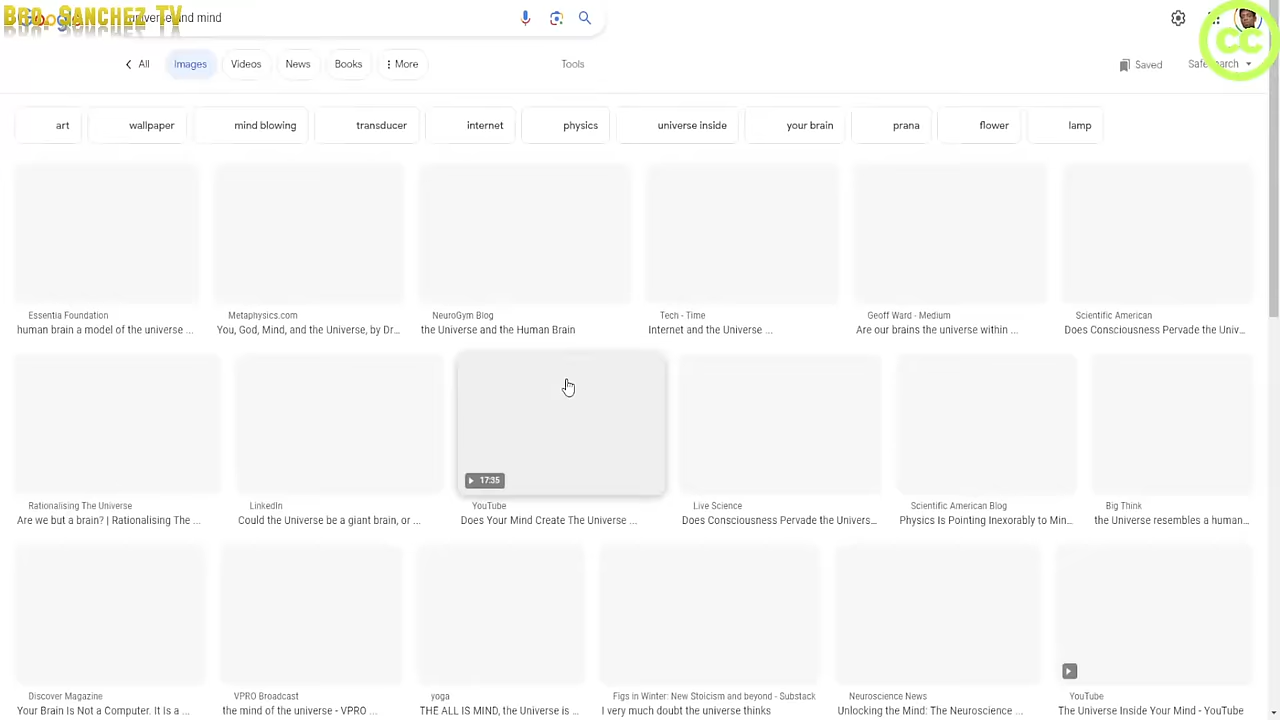 Bro. Sanchez TV
universe and mind
CC
All
Images
Videos
News
Books
More
Tools
Saved
SafeSearch
art
wallpaper
mind blowing
transducer
internet
physics
universe inside
your brain
prana
flower
lamp
Essentia Foundation
human brain a model of the universe ...
Metaphysics.com
You, God, Mind, and the Universe, by Dr...
NeuroGym Blog
the Universe and the Human Brain
Tech - Time
Internet and the Universe ...
Geoff Ward - Medium
Are our brains the universe within ...
Scientific American
Does Consciousness Pervade the Univ...
17:35
Rationalising The Universe
Are we but a brain? | Rationalising The ...
LinkedIn
Could the Universe be a giant brain, or ...
YouTube
Does Your Mind Create The Universe ...
Live Science
Does Consciousness Pervade the Univers...
Scientific American Blog
Physics Is Pointing Inexorably to Min...
Big Think
the Universe resembles a human...
Discover Magazine
Your Brain Is Not a Computer. It Is a ...
VPRO Broadcast
the mind of the universe - VPRO ...
yoga
THE ALL IS MIND, the Universe is ...
Figs in Winter: New Stoicism and beyond - Substack
I very much doubt the universe thinks
Neuroscience News
Unlocking the Mind: The Neuroscience ...
YouTube
The Universe Inside Your Mind - YouTube